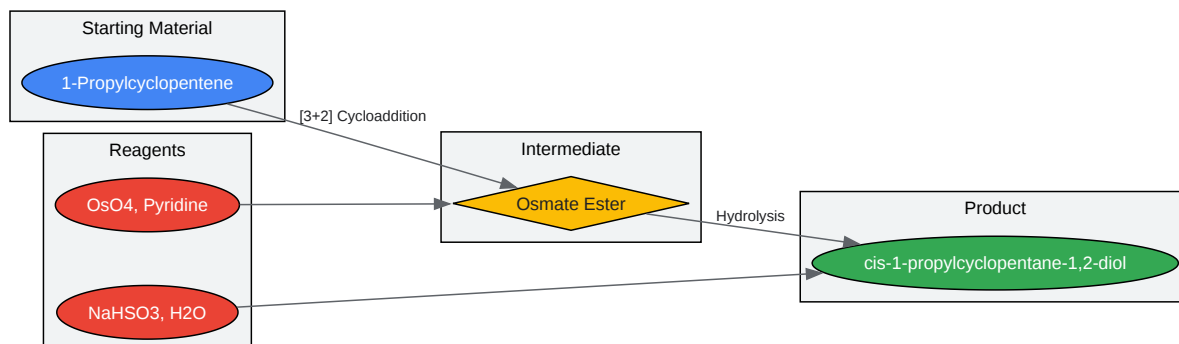 Starting Material
1-Propylcyclopentene
[3+2] Cycloaddition
Reagents
OsO4, Pyridine
NaHSO3, H2O
Intermediate
Osmate Ester
Hydrolysis
Product
cis-1-propylcyclopentane-1,2-diol